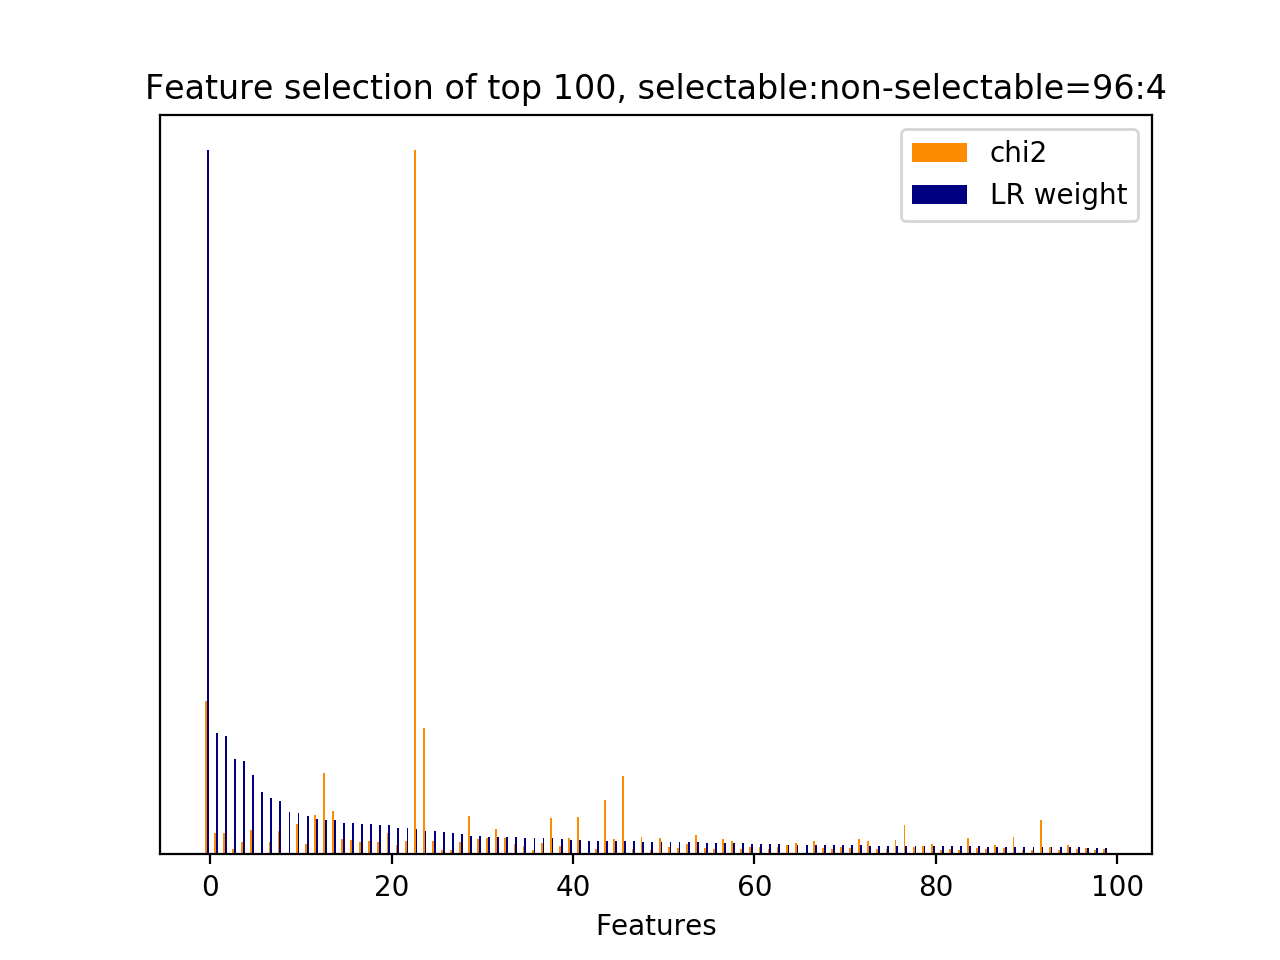 Feature selection of top 100, selectable:non-selectable=96:4
chi2
LR weight
0 20 40 60 80 100
Features